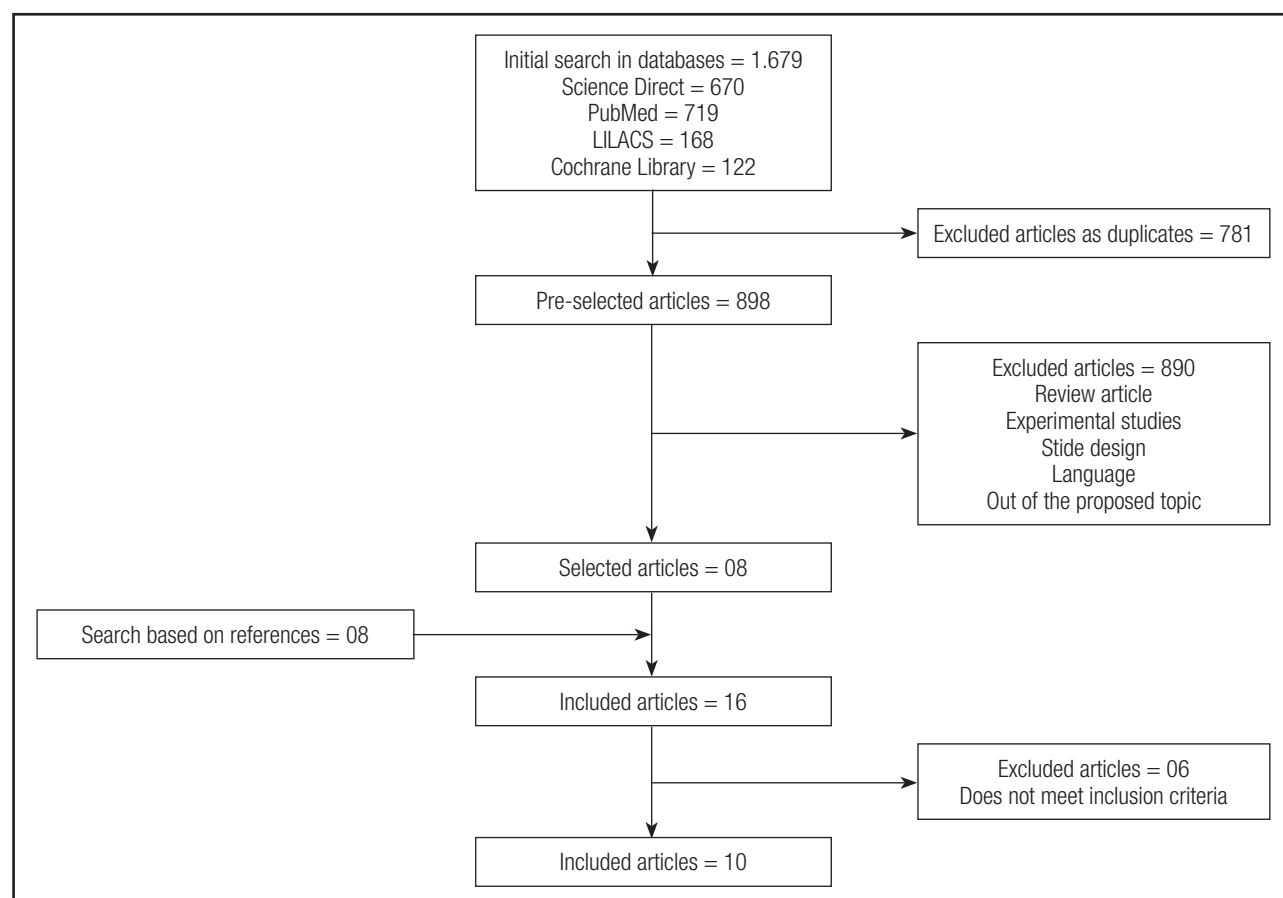 Initial search in databases = 1.679
Science Direct = 670
PubMed = 719
LILACS = 168
Cochrane Library = 122
Excluded articles as duplicates = 781
Pre-selected articles = 898
Excluded articles = 890
Review article
Experimental studies
Stide design
Language
Out of the proposed topic
Selected articles = 08
Search based on references = 08
Included articles = 16
Excluded articles = 06
Does not meet inclusion criteria
Included articles = 10